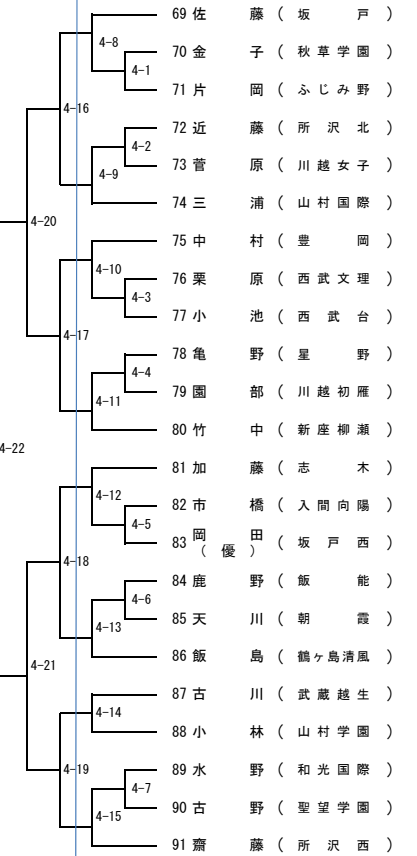 69 佐藤 (坂戸)
4-8
70 金子 (秋草学園)
4-1
71 片岡 (ふじみ野)
4-16
72 近藤 (所沢北)
4-2
73 菅原 (川越女子)
4-9
74 三浦 (山村国際)
4-20
75 中村 (豊岡)
4-10
76 栗原 (西武文理)
4-3
77 小池 (西武台)
4-17
78 亀野 (星野)
4-4
79 園部 (川越初雁)
4-11
80 竹中 (新座柳瀬)
4-22
81 加藤 (志木)
4-12
82 市橋 (入間向陽)
4-5
83 岡田(優) (坂戸西)
4-18
84 鹿野 (飯能)
4-6
85 天川 (朝霞)
4-13
86 飯島 (鶴ヶ島清風)
4-21
87 古川 (武蔵越生)
4-14
88 小林 (山村学園)
4-19
89 水野 (和光国際)
4-7
90 古野 (聖望学園)
4-15
91 齋藤 (所沢西)